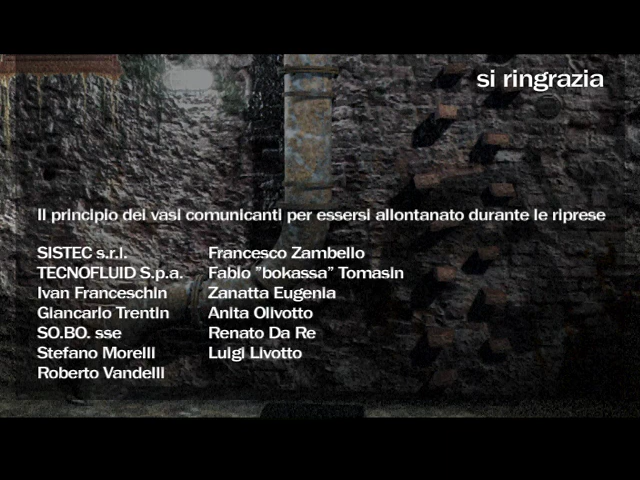 si ringrazia
Il principio dei vasi comunicanti per essersi allontanato durante le riprese
SISTEC s.r.l.
TECNOFLUID S.p.a.
Ivan Franceschin
Giancarlo Trentin
SO.BO. sse
Stefano Morelli
Roberto Vandelli
Francesco Zambello
Fabio "bokassa" Tomasin
Zanatta Eugenia
Anita Olivotto
Renato Da Re
Luigi Livotto